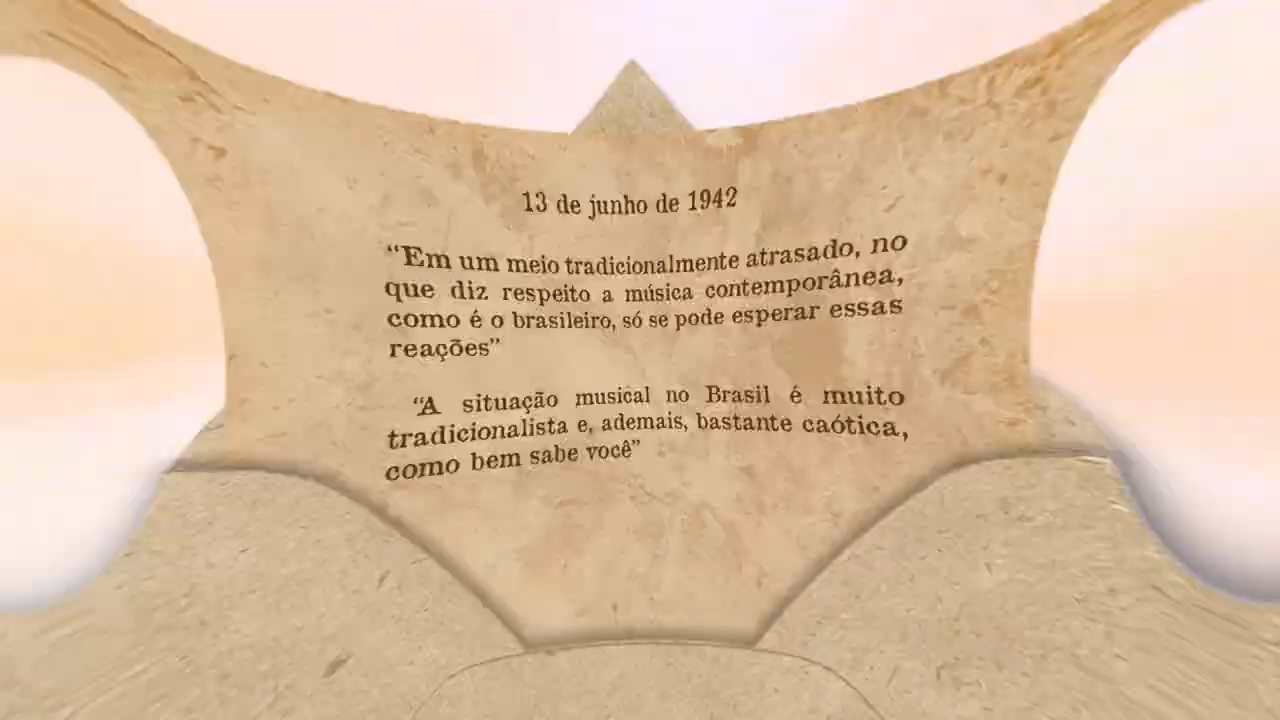 13 de junho de 1942
“Em um meio tradicionalmente atrasado, no
que diz respeito a música contemporânea,
como é o brasileiro, só se pode esperar essas
reações”
“A situação musical no Brasil é muito
tradicionalista e, ademais, bastante caótica,
como bem sabe você”